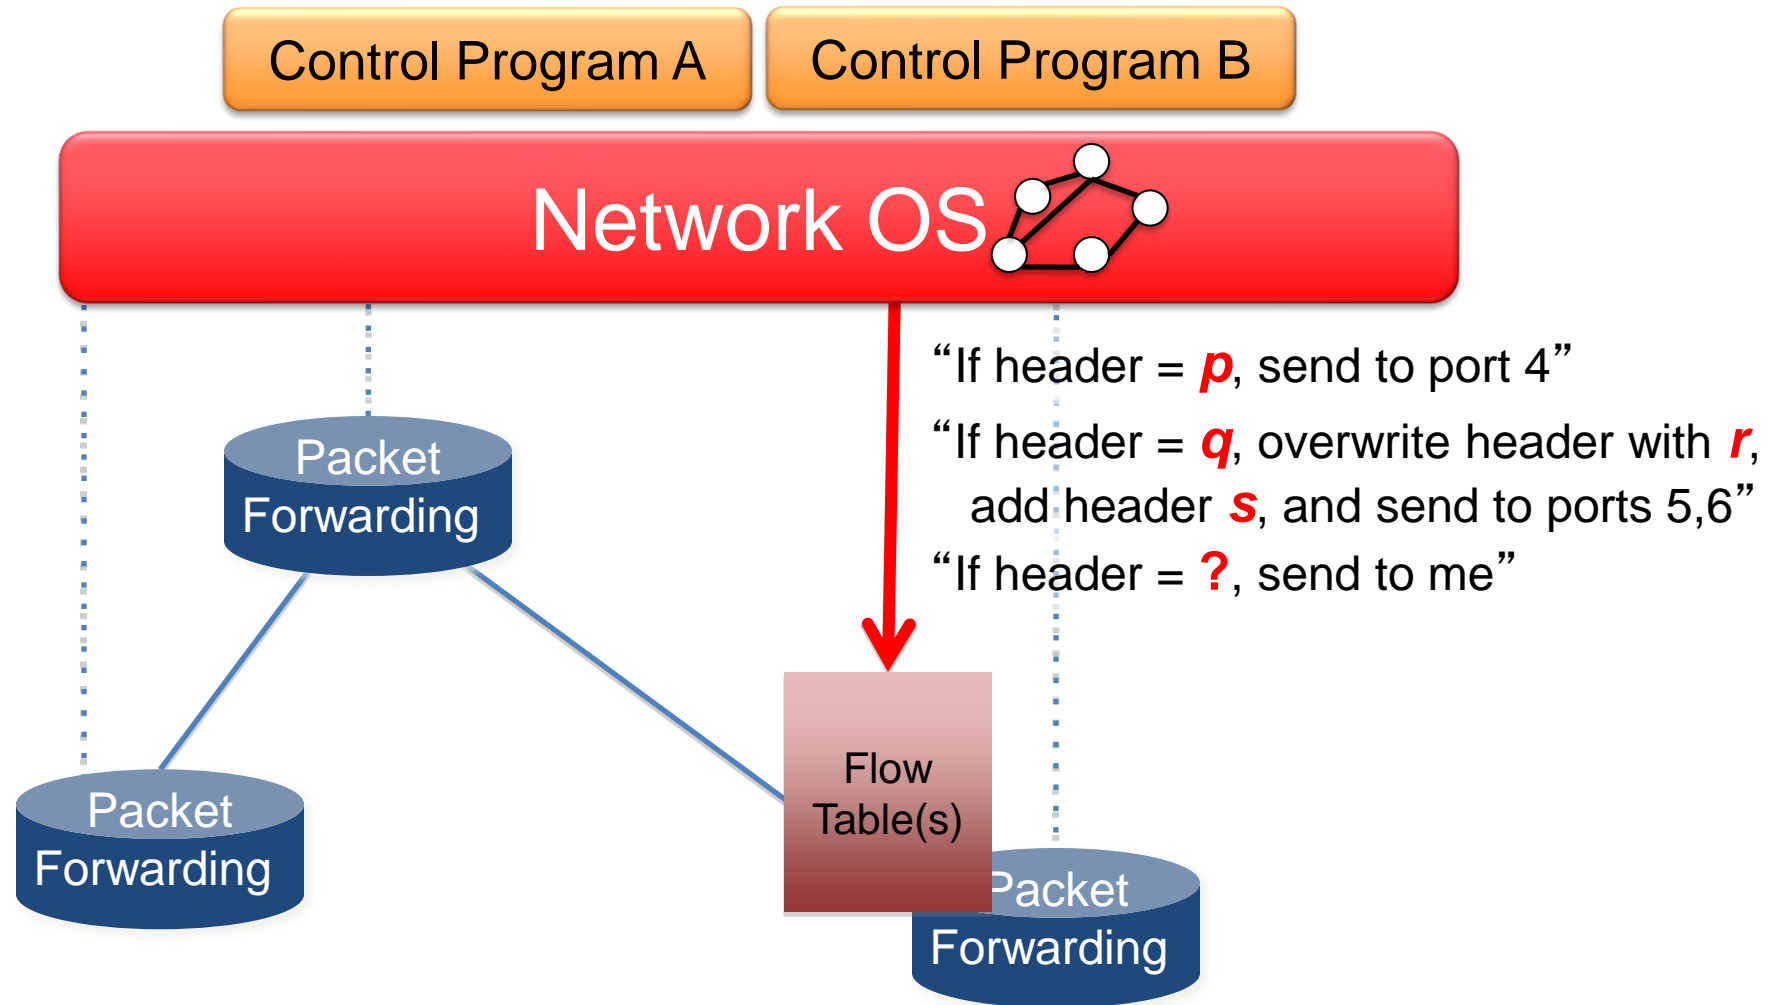 Control Program A
Control Program B
Network OS
“If header = p, send to port 4”
“If header = q, overwrite header with r,
add header s, and send to ports 5,6”
“If header = ?, send to me”
Packet
Forwarding
Flow
Table(s)
Packet
Forwarding
Packet
Forwarding